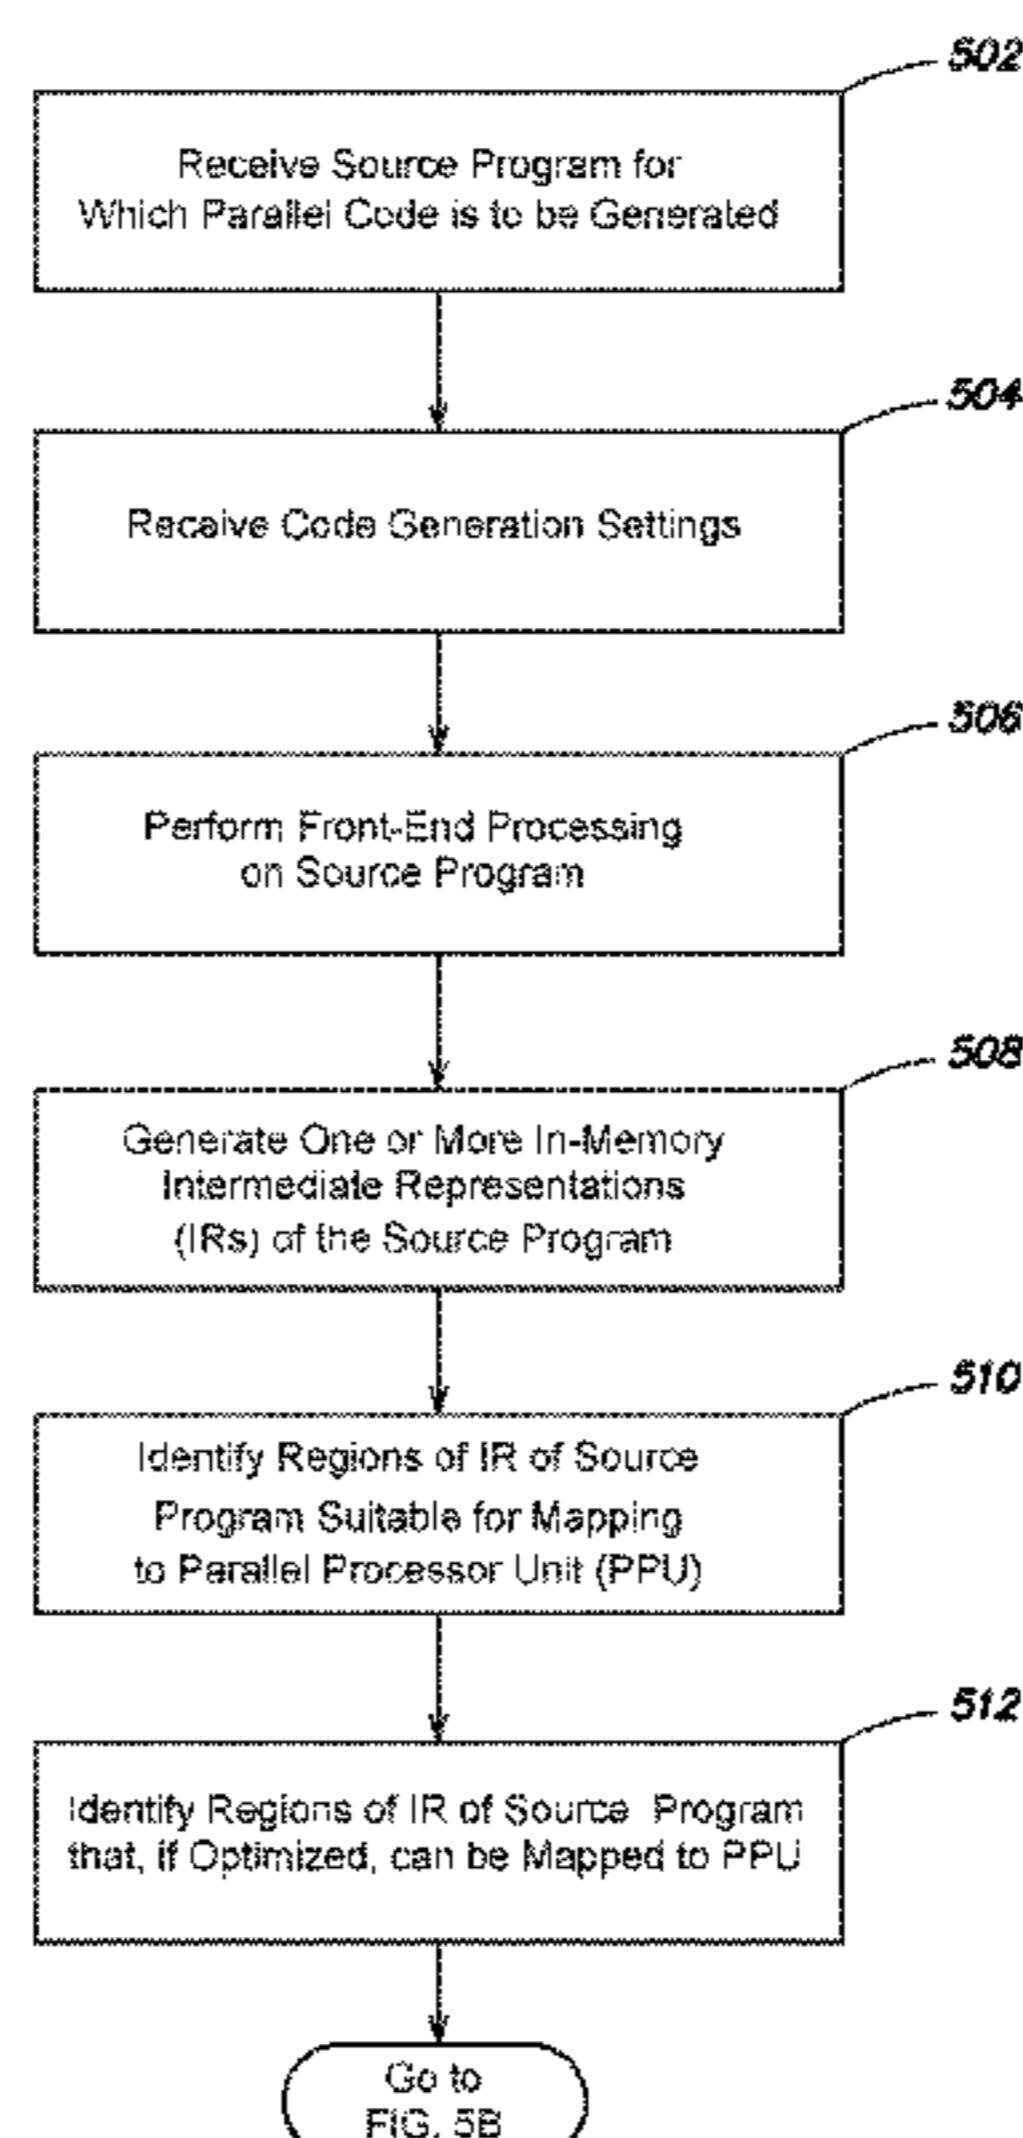 502
Receive Source Program for
Which Parallel Code is to be Generated
504
Receive Code Generation Settings
506
Perform Front-End Processing
on Source Program
508
Generate One or More In-Memory
Intermediate Representations
(IRs) of the Source Program
510
Identify Regions of IR of Source
Program Suitable for Mapping
to Parallel Processor Unit (PPU)
512
Identify Regions of IR of Source Program
that, if Optimized, can be Mapped to PPU
Go to
FIG. 5B